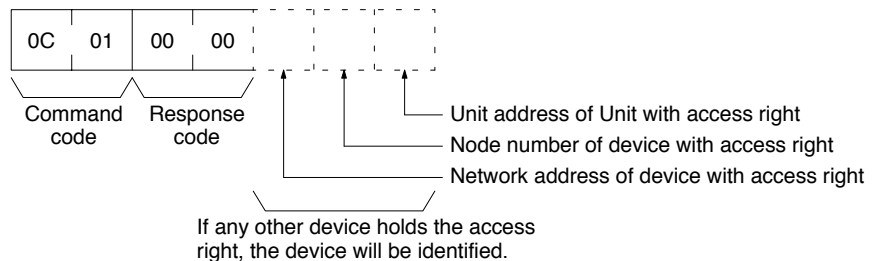 0C 01 00 00
Command code
Response code
Unit address of Unit with access right
Node number of device with access right
Network address of device with access right
If any other device holds the access
right, the device will be identified.